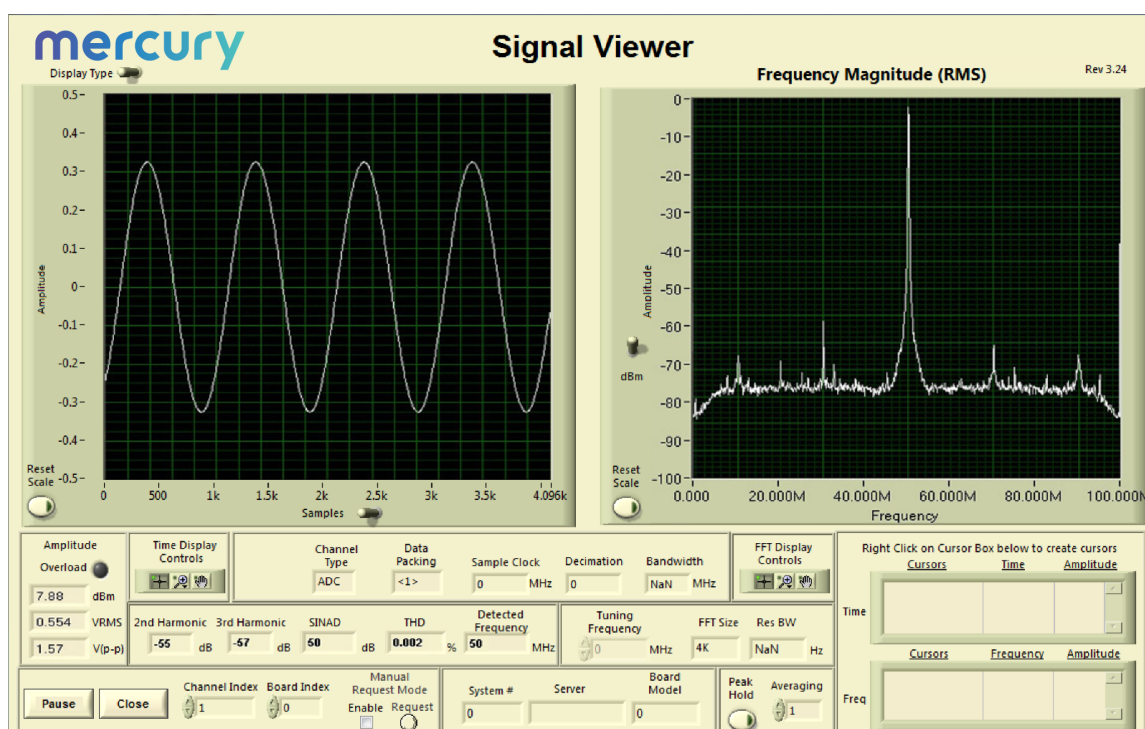 mercury
Signal Viewer
Display Type
Frequency Magnitude (RMS)
Rev 3.24
0.5
0.4
0.3
0.2
0.1
0
-0.1
-0.2
-0.3
-0.4
-0.5
Amplitude
0 500 1k 1.5k 2k 2.5k 3k 3.5k 4.096k
Samples
Reset
Scale
0
-10
-20
-30
-40
-50
-60
-70
-80
-90
-100
Amplitude
dBm
0.000 20.000M 40.000M 60.000M 80.000M 100.000M
Frequency
Reset
Scale
Amplitude
Overload
7.88 dBm
0.554 VRMS
1.57 V(p-p)
Time Display
Controls
Channel
Type
ADC
Data
Packing
<1>
Sample Clock
0 MHz
Decimation
0
Bandwidth
NaN MHz
FFT Display
Controls
2nd Harmonic
-55 dB
3rd Harmonic
-57 dB
SINAD
50 dB
THD
0.002 %
Detected
Frequency
50 MHz
Tuning
Frequency
0 MHz
FFT Size
4K
Res BW
NaN Hz
Right Click on Cursor Box below to create cursors
Cursors Time Amplitude
Time
Cursors Frequency Amplitude
Freq
Pause
Close
Channel Index
1
Board Index
0
Manual
Request Mode
Enable Request
System #
0
Server
Board
Model
0
Peak
Hold
Averaging
1